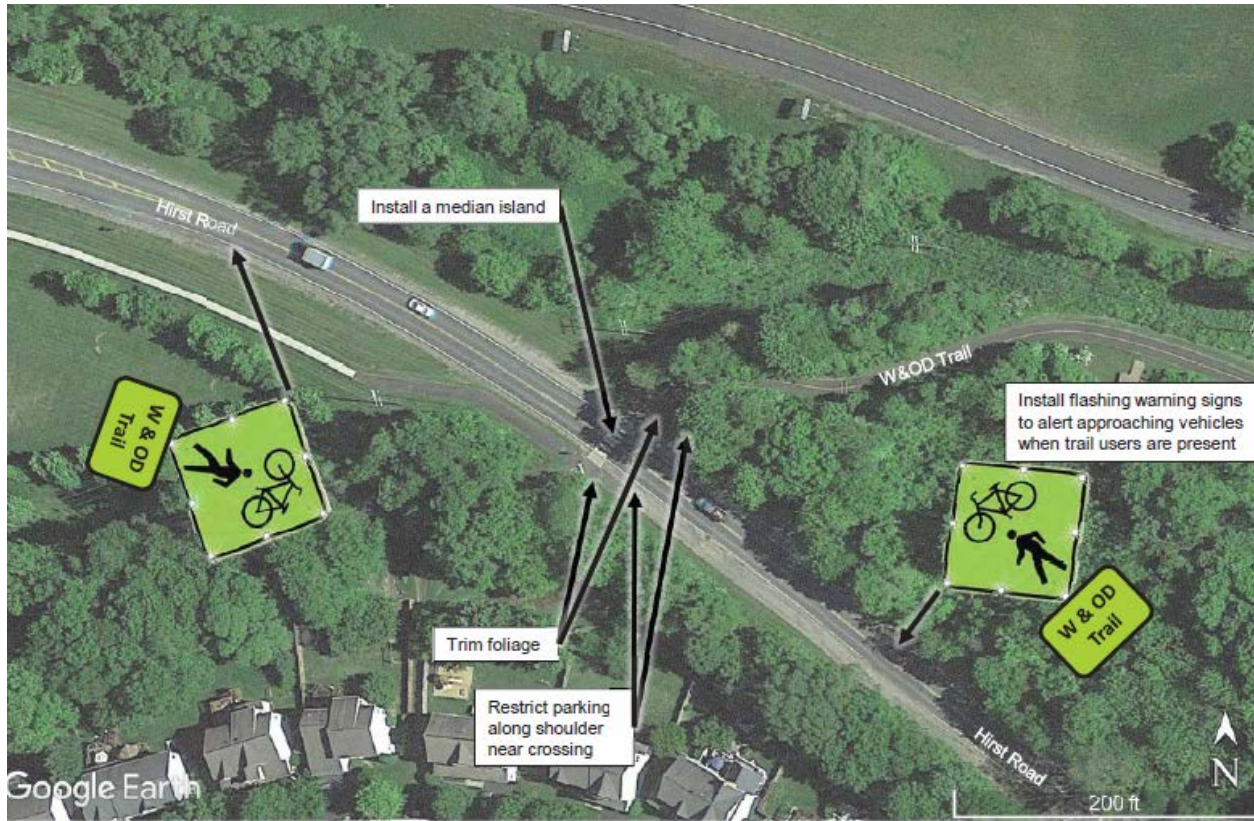 Install a median island
Hirst Road
W&OD Trail
Install flashing warning signs
to alert approaching vehicles
when trail users are present
W & OD
Trail
W & OD
Trail
Trim foliage
Restrict parking
along shoulder
near crossing
Hirst Road
N
Google Earth
200 ft